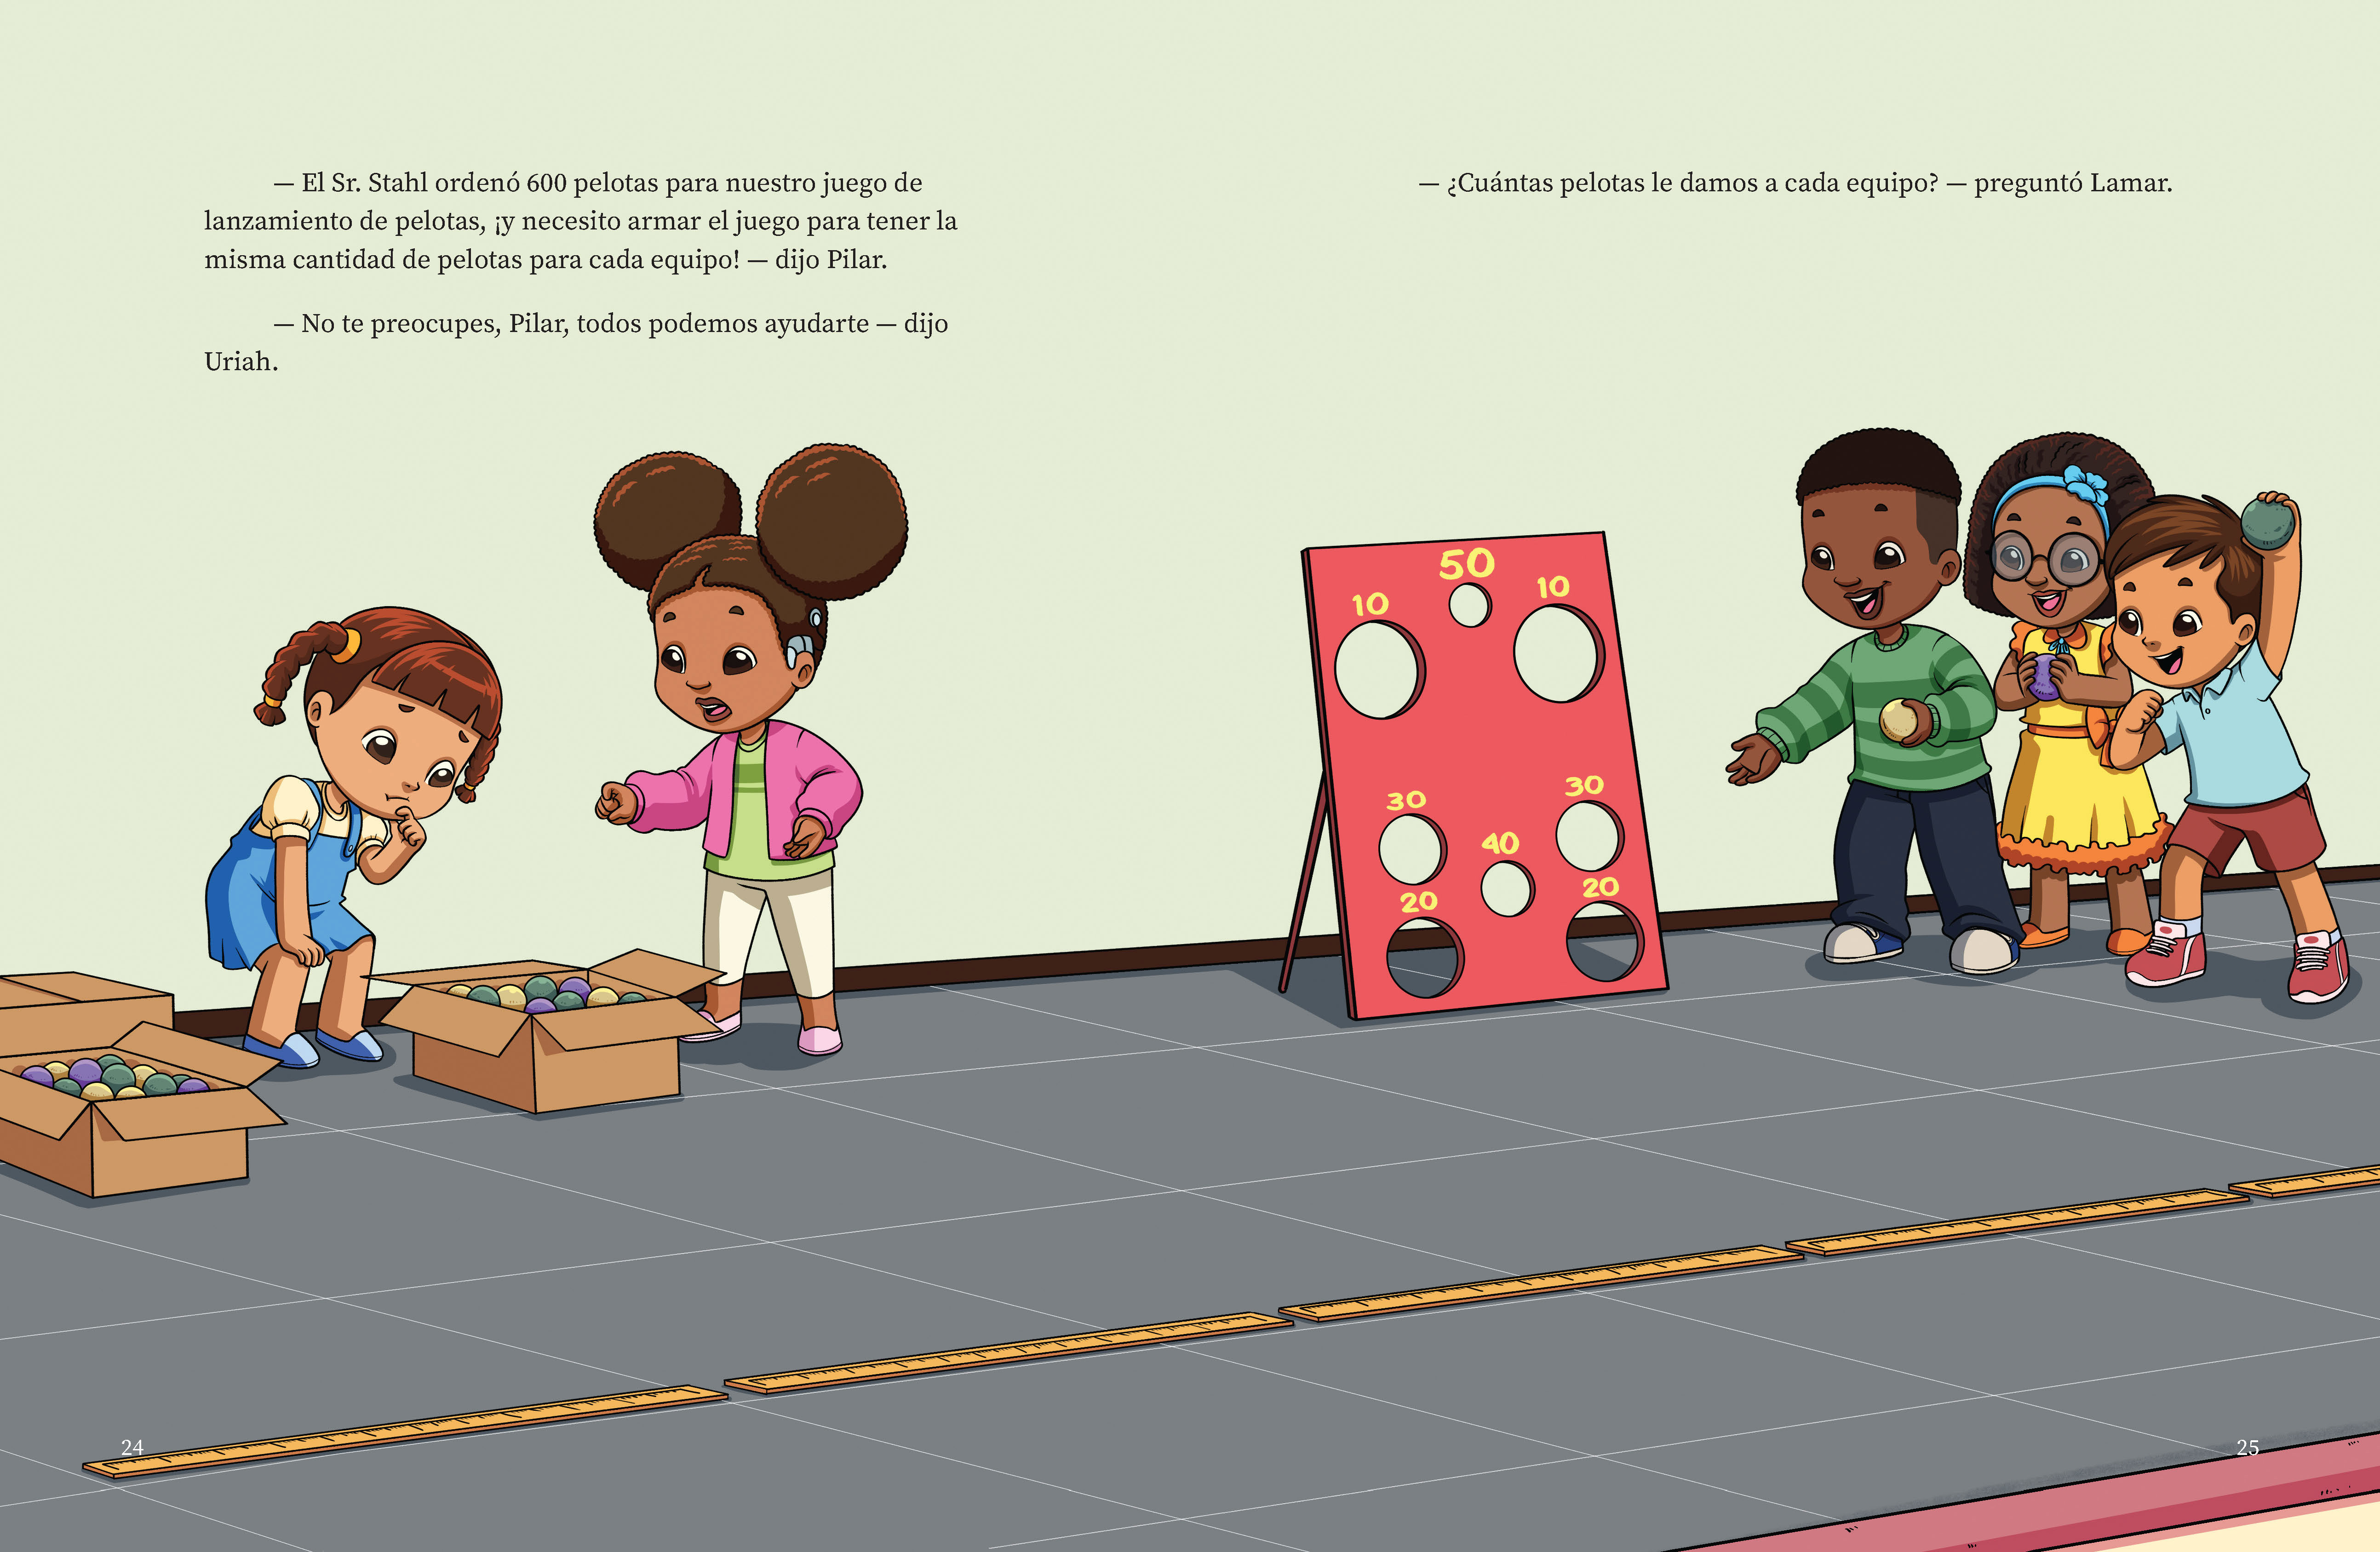 — El Sr. Stahl ordenó 600 pelotas para nuestro juego de
lanzamiento de pelotas, ¡y necesito armar el juego para tener la
misma cantidad de pelotas para cada equipo! — dijo Pilar.
— No te preocupes, Pilar, todos podemos ayudarte — dijo
Uriah.
— ¿Cuántas pelotas le damos a cada equipo? — preguntó Lamar.
50
10
10
30
30
40
20
20
24
25